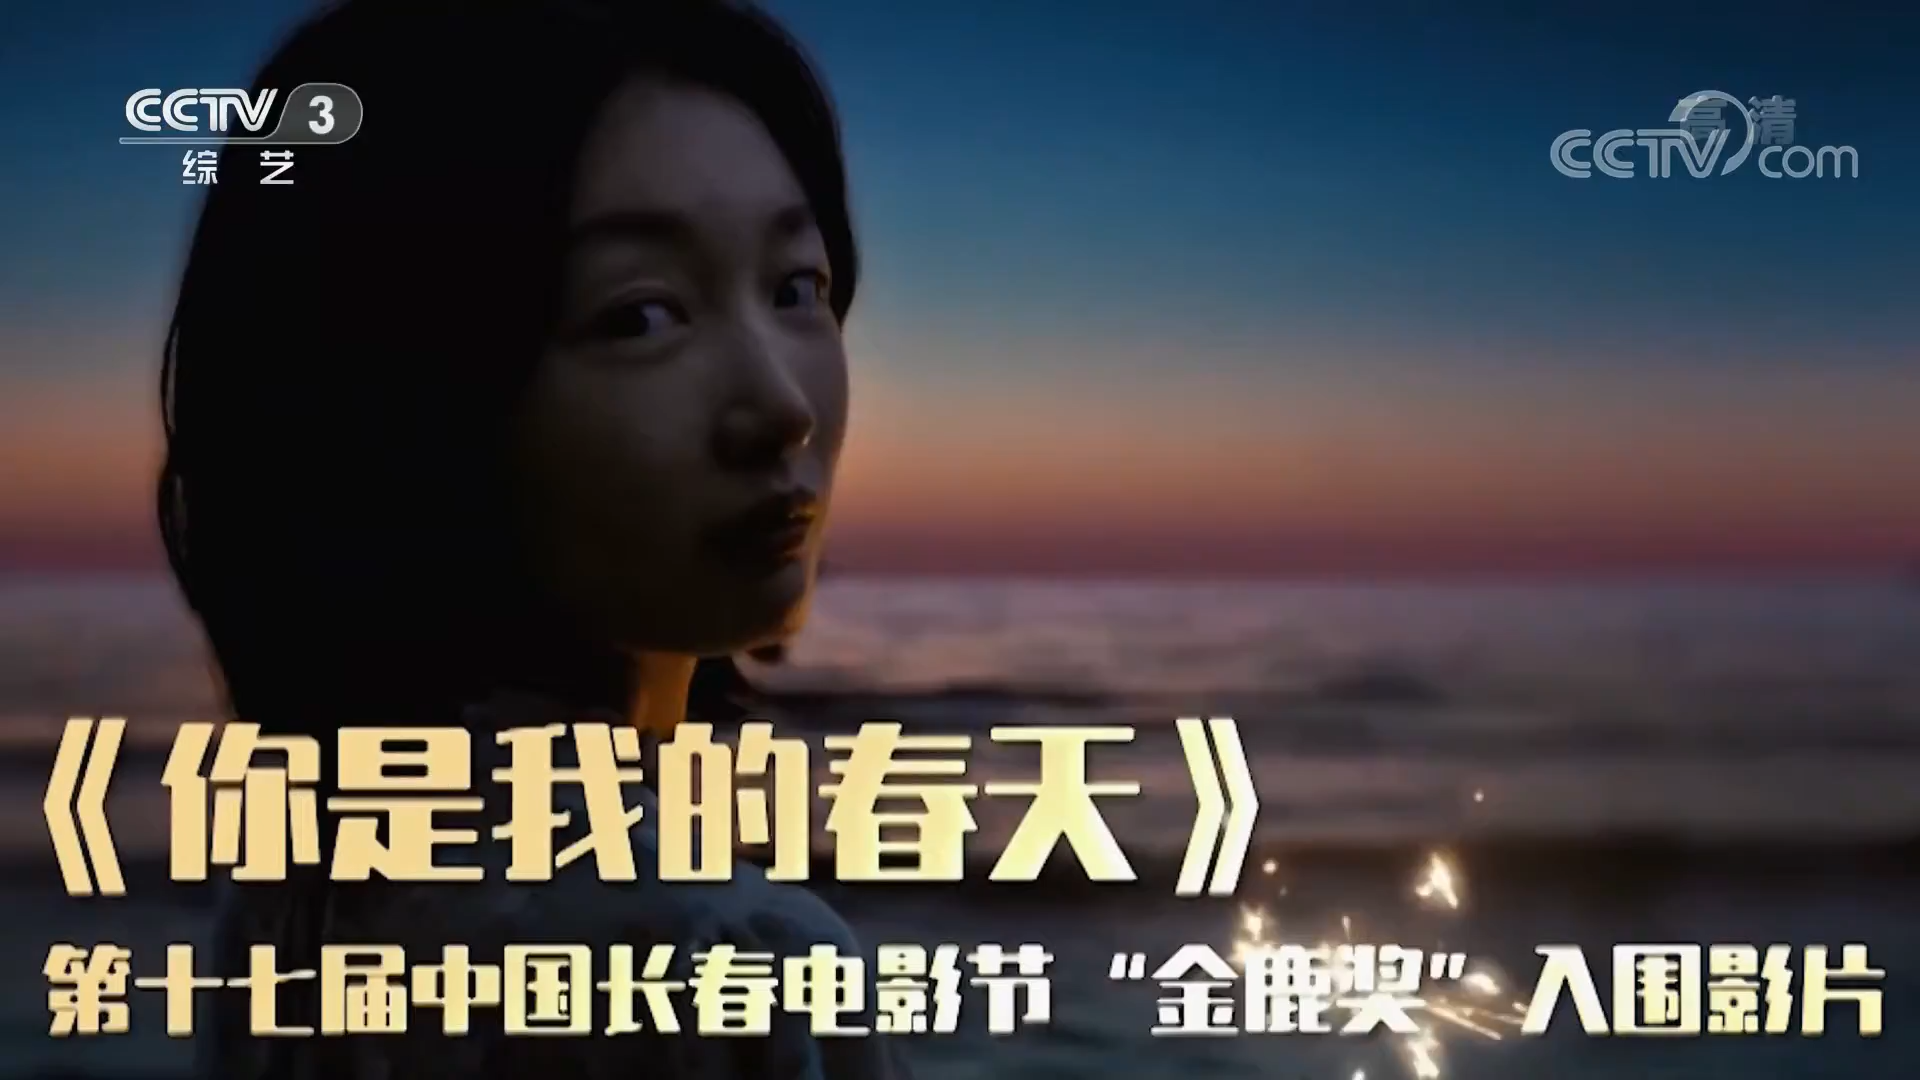 CCTV 3
综艺
高清
CCTV.com
《你是我的春天》
第十七届中国长春电影节“金鹿奖”入围影片